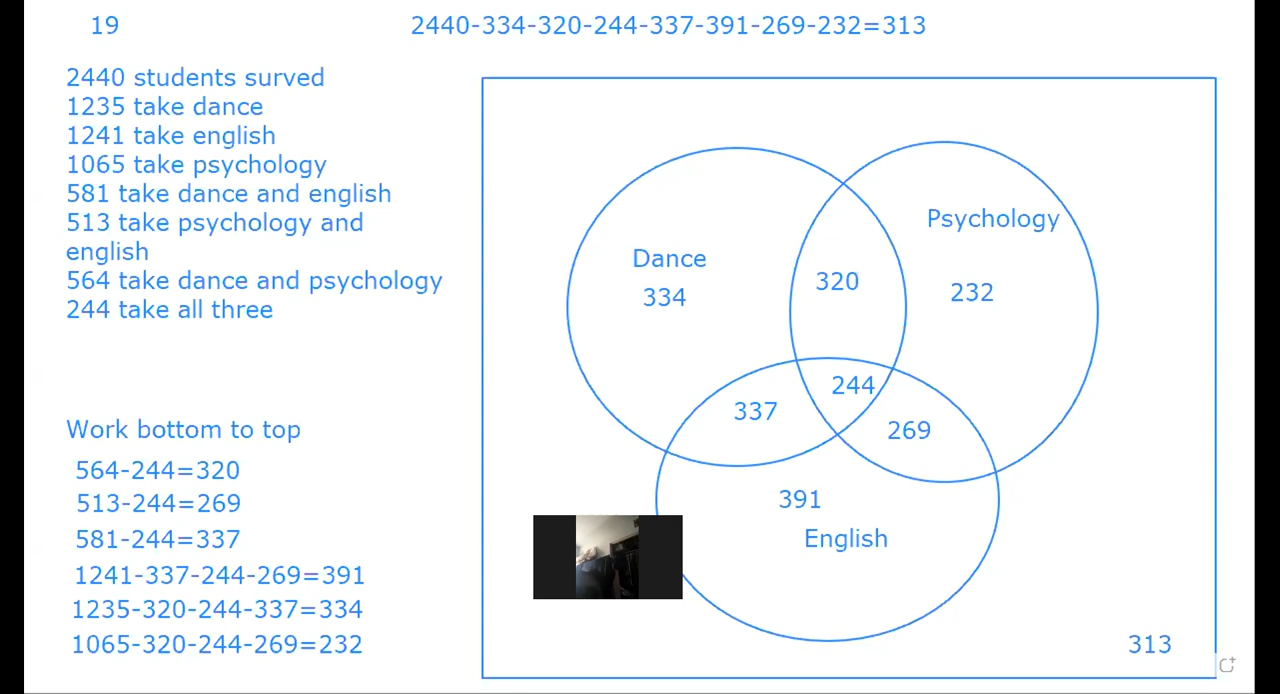 19
2440-334-320-244-337-391-269-232=313
2440 students surved
1235 take dance
1241 take english
1065 take psychology
581 take dance and english
513 take psychology and
english
564 take dance and psychology
244 take all three
Work bottom to top
564-244=320
513-244=269
581-244=337
1241-337-244-269=391
1235-320-244-337=334
1065-320-244-269=232
Psychology
Dance
320
232
334
244
337
269
391
English
313